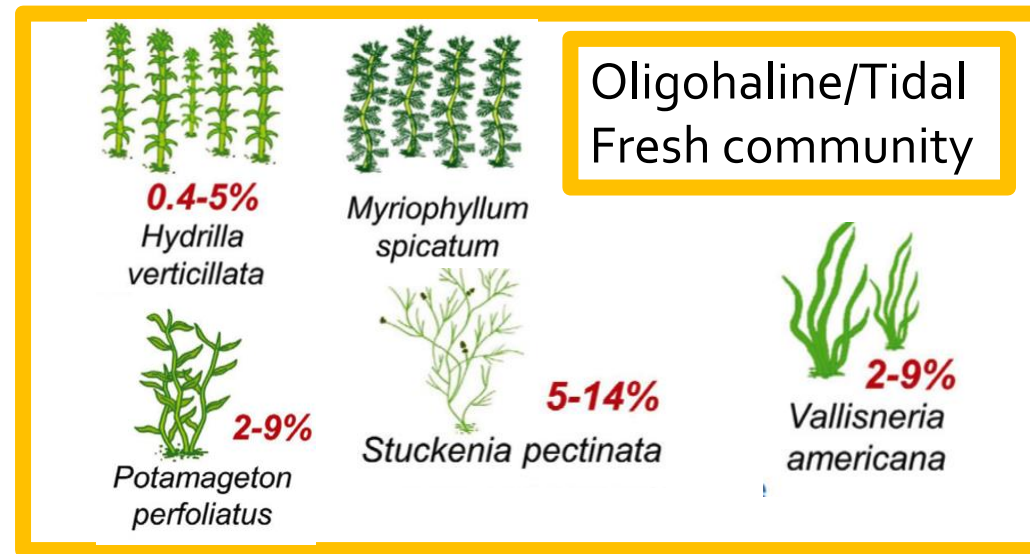 Oligohaline/Tidal
Fresh community
0.4-5%
Hydrilla
verticillata
Myriophyllum
spicatum
2-9%
Potamageton
perfoliatus
5-14%
Stuckenia pectinata
2-9%
Vallisneria
americana